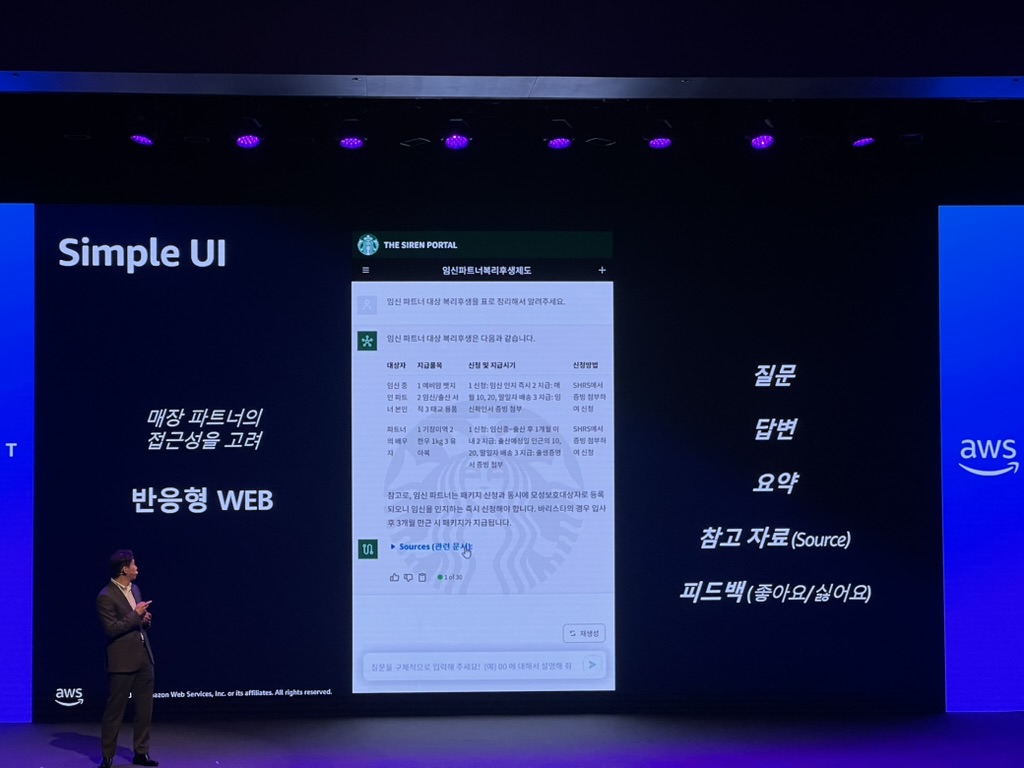 Simple UI
매장 파트너의
접근성을 고려
반응형 WEB
T
THE SIREN PORTAL
임신파트너복리후생제도
+
임신 파트너 대상 복리후생을 표로 정리해서 알려주세요.
임신 파트너 대상 복리후생은 다음과 같습니다.
대상자 지급품목 신청 및 지급시기 신청방법
임신 중 1 예비맘 뱃지 1 신청: 임신 인지 즉시 2 지급: 매 SHRS에서
인 파트 2 임신/출산 서 월 10, 20, 말일자 배송 3 지급: 임 증빙 첨부하
너 본인 적 3 태교 용품 신확인서 증빙 첨부 여 신청
파트너 1 기장미역 2 1 신청: 임신중~출산 후 1개월 이 SHRS에서
의 배우 한우 1kg 3 유 내 2 지급: 출산예정일 인근의 10, 증빙 첨부하
자 아복 20, 말일자 배송 3 지급: 출생증명 여 신청
서 증빙 첨부
참고로, 임신 파트너는 패키지 신청과 동시에 모성보호대상자로 등록
되오니 임신을 인지하는 즉시 신청해야 합니다. 바리스타의 경우 입사
후 3개월 만근 시 패키지가 지급됩니다.
Sources (관련 문서):
1 of 30
재생성
질문을 구체적으로 입력해 주세요! (예) 00 에 대해서 설명해 줘
질문
답변
요약
참고 자료 (Source)
피드백 (좋아요/싫어요)
aws
aws
Web Services, Inc. or its affiliates. All rights reserved.